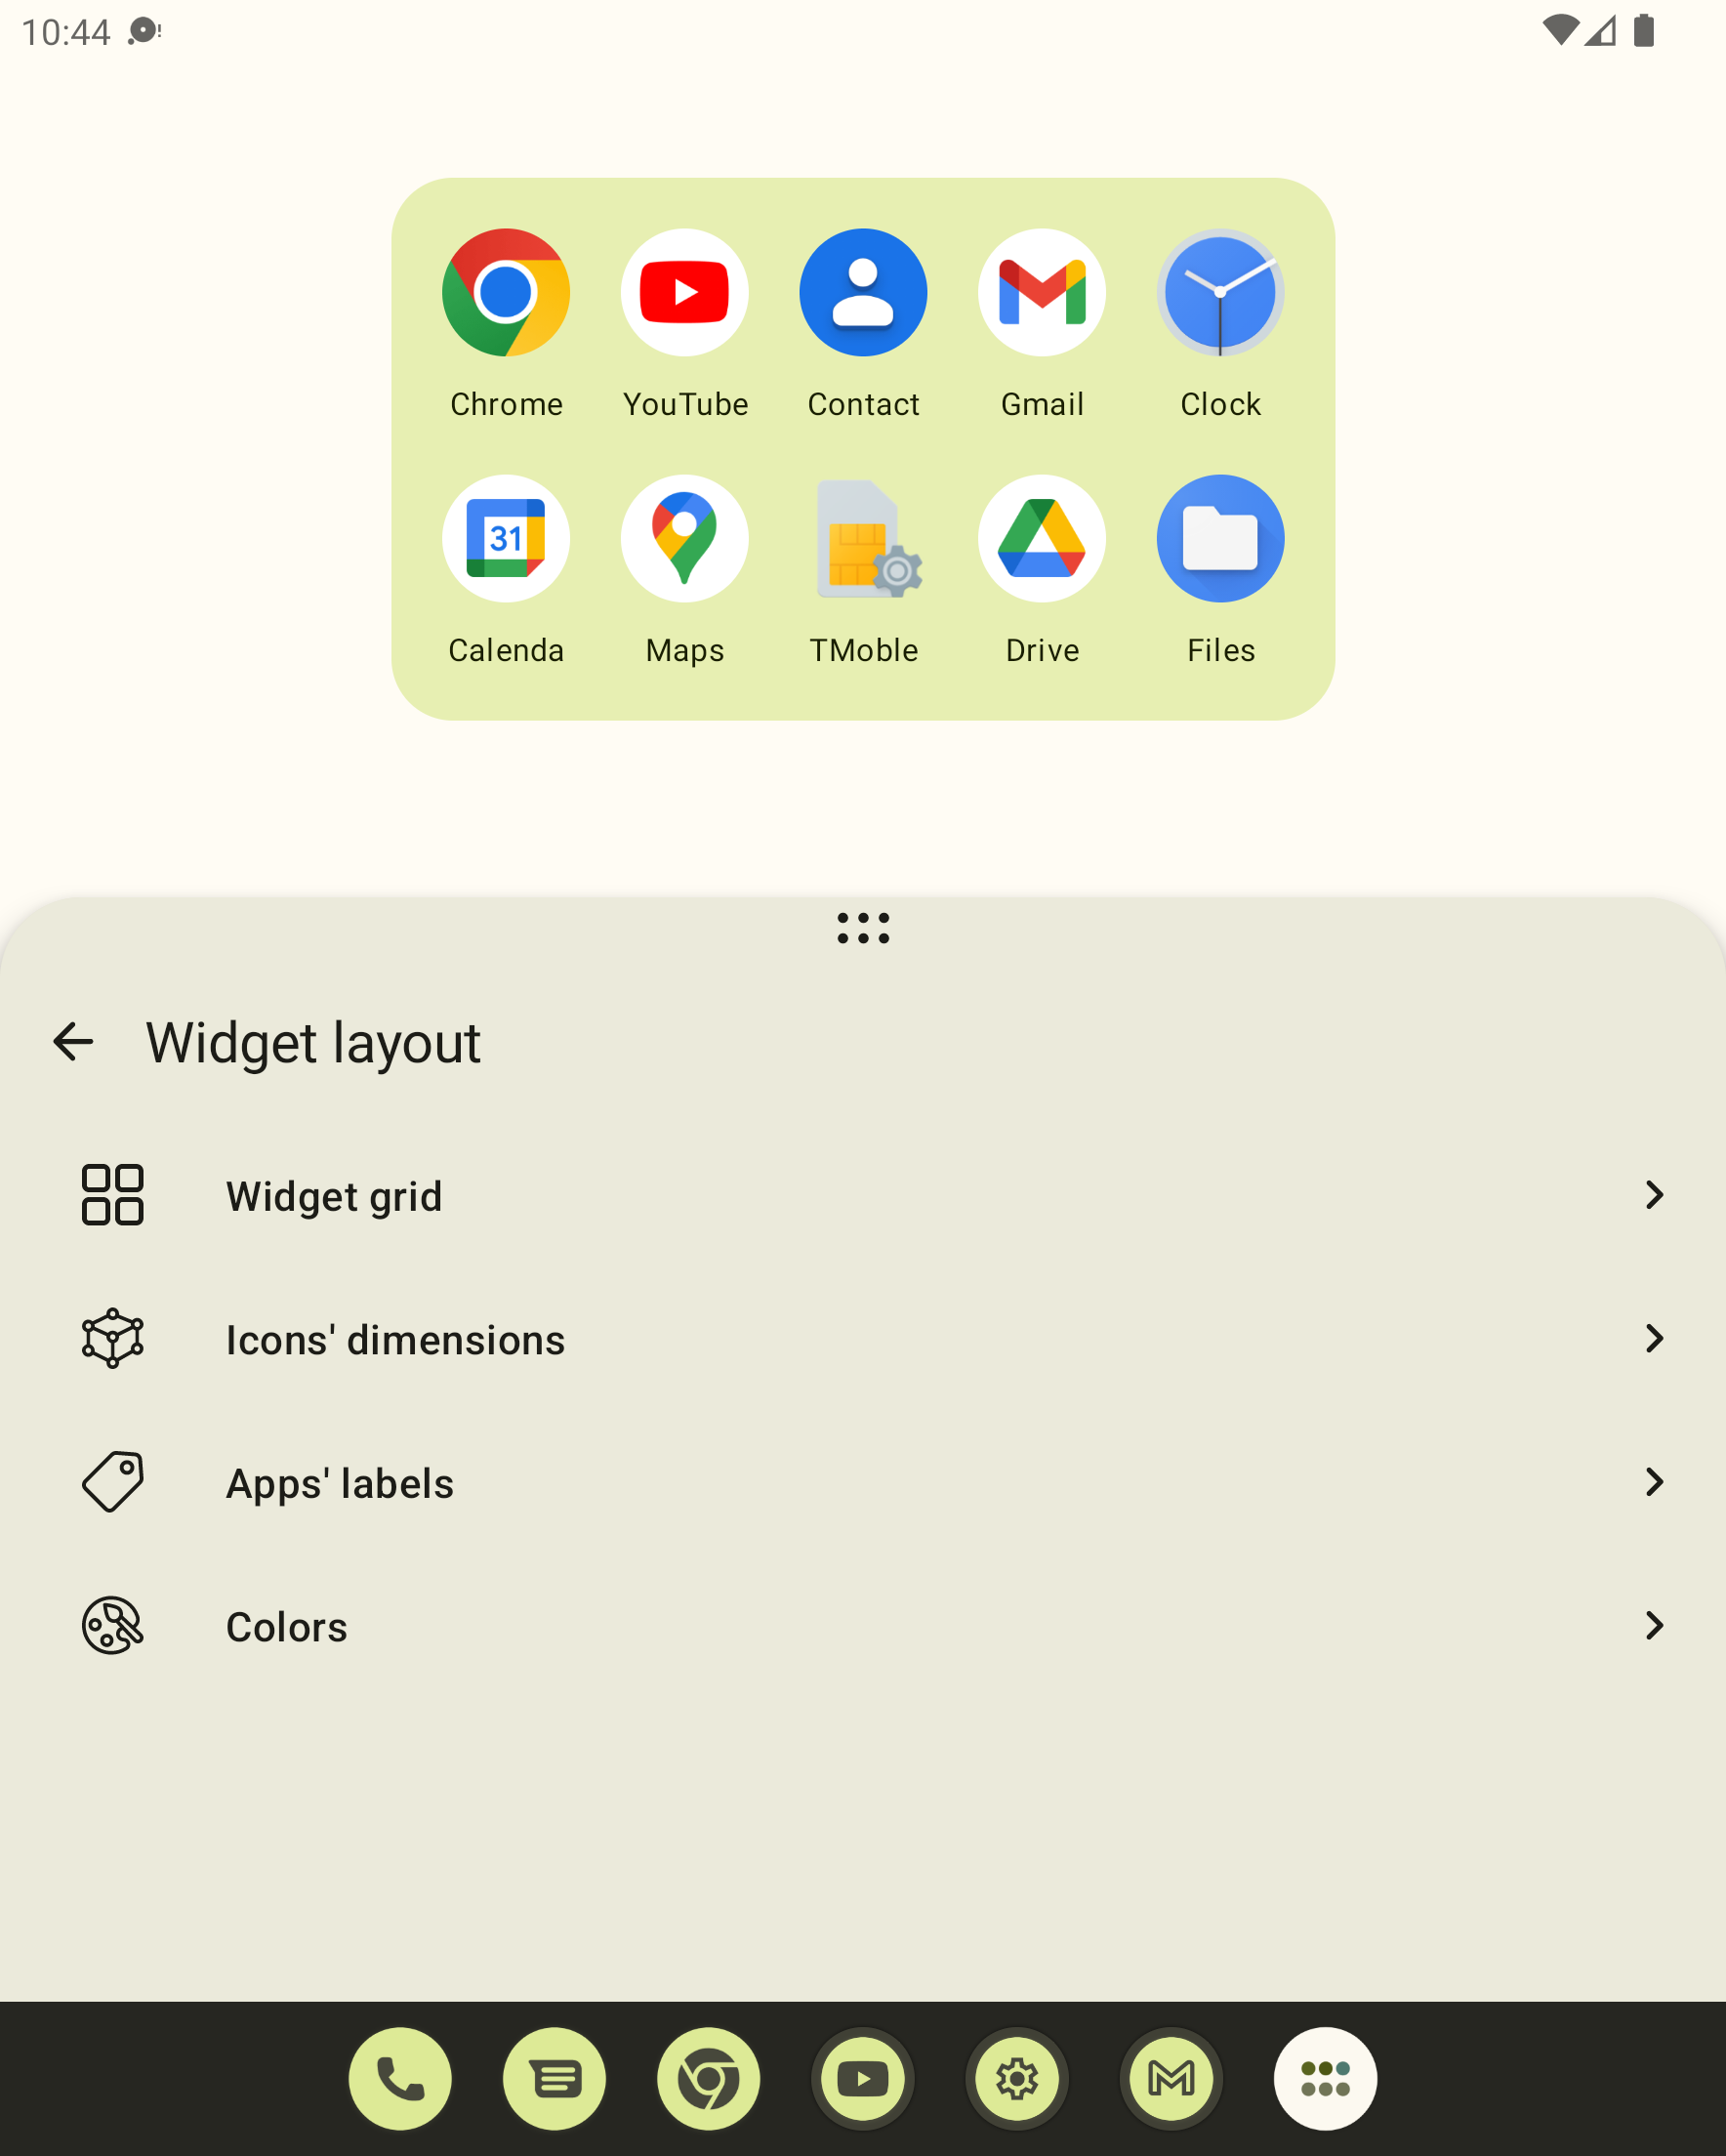 10:44
Chrome YouTube Contact Gmail Clock
31
Calenda Maps TMoble Drive Files
Widget layout
Widget grid
Icons' dimensions
Apps' labels
Colors